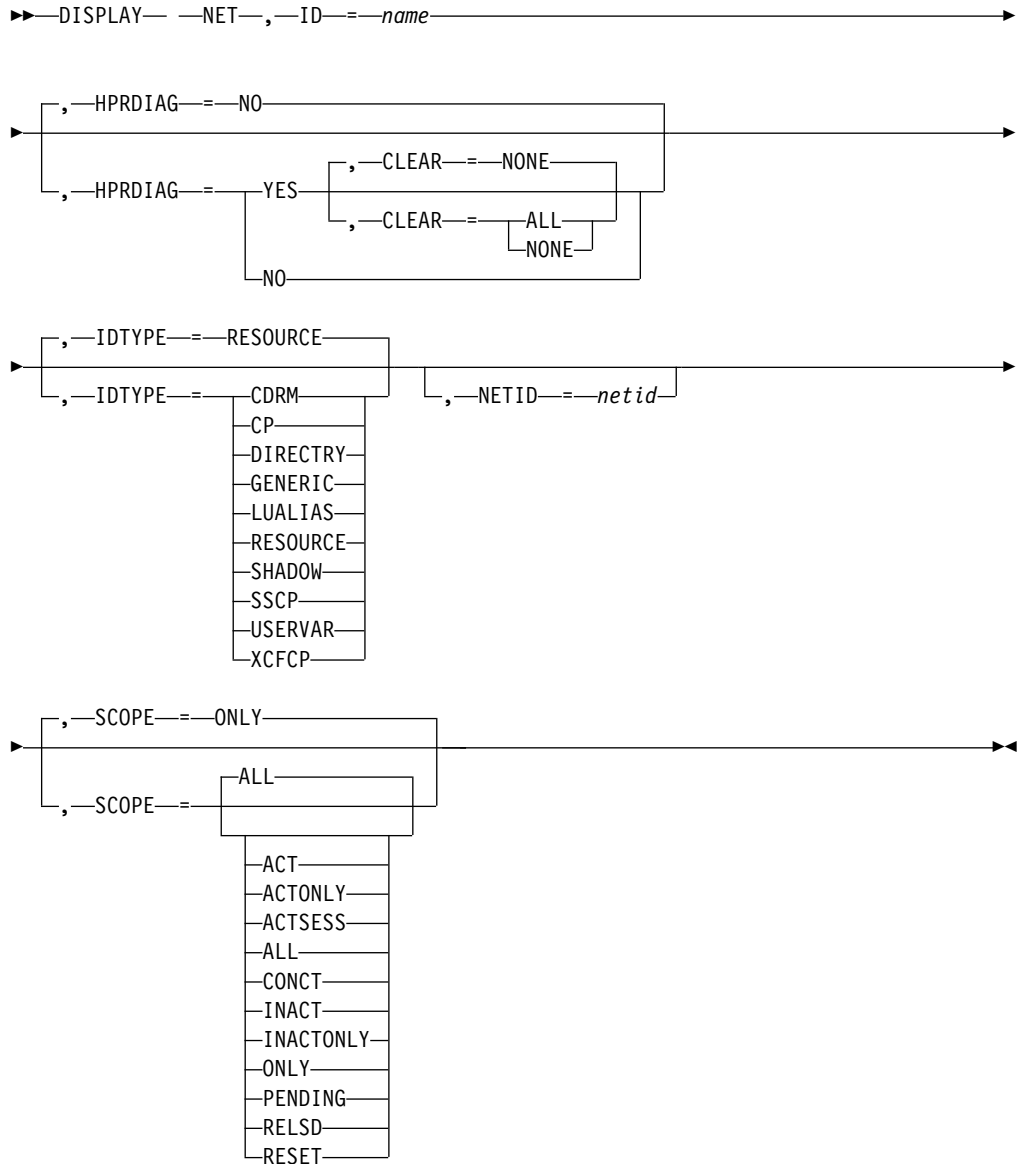 DISPLAY NET , ID = name
, HPRDIAG = NO
, CLEAR = NONE
, HPRDIAG = YES
, CLEAR = ALL
NONE
NO
, IDTYPE = RESOURCE
, IDTYPE = CDRM , NETID = netid
CP
DIRECTRY
GENERIC
LUALIAS
RESOURCE
SHADOW
SSCP
USERVAR
XCFCP
, SCOPE = ONLY
ALL
, SCOPE =
ACT
ACTONLY
ACTSESS
ALL
CONCT
INACT
INACTONLY
ONLY
PENDING
RELSD
RESET